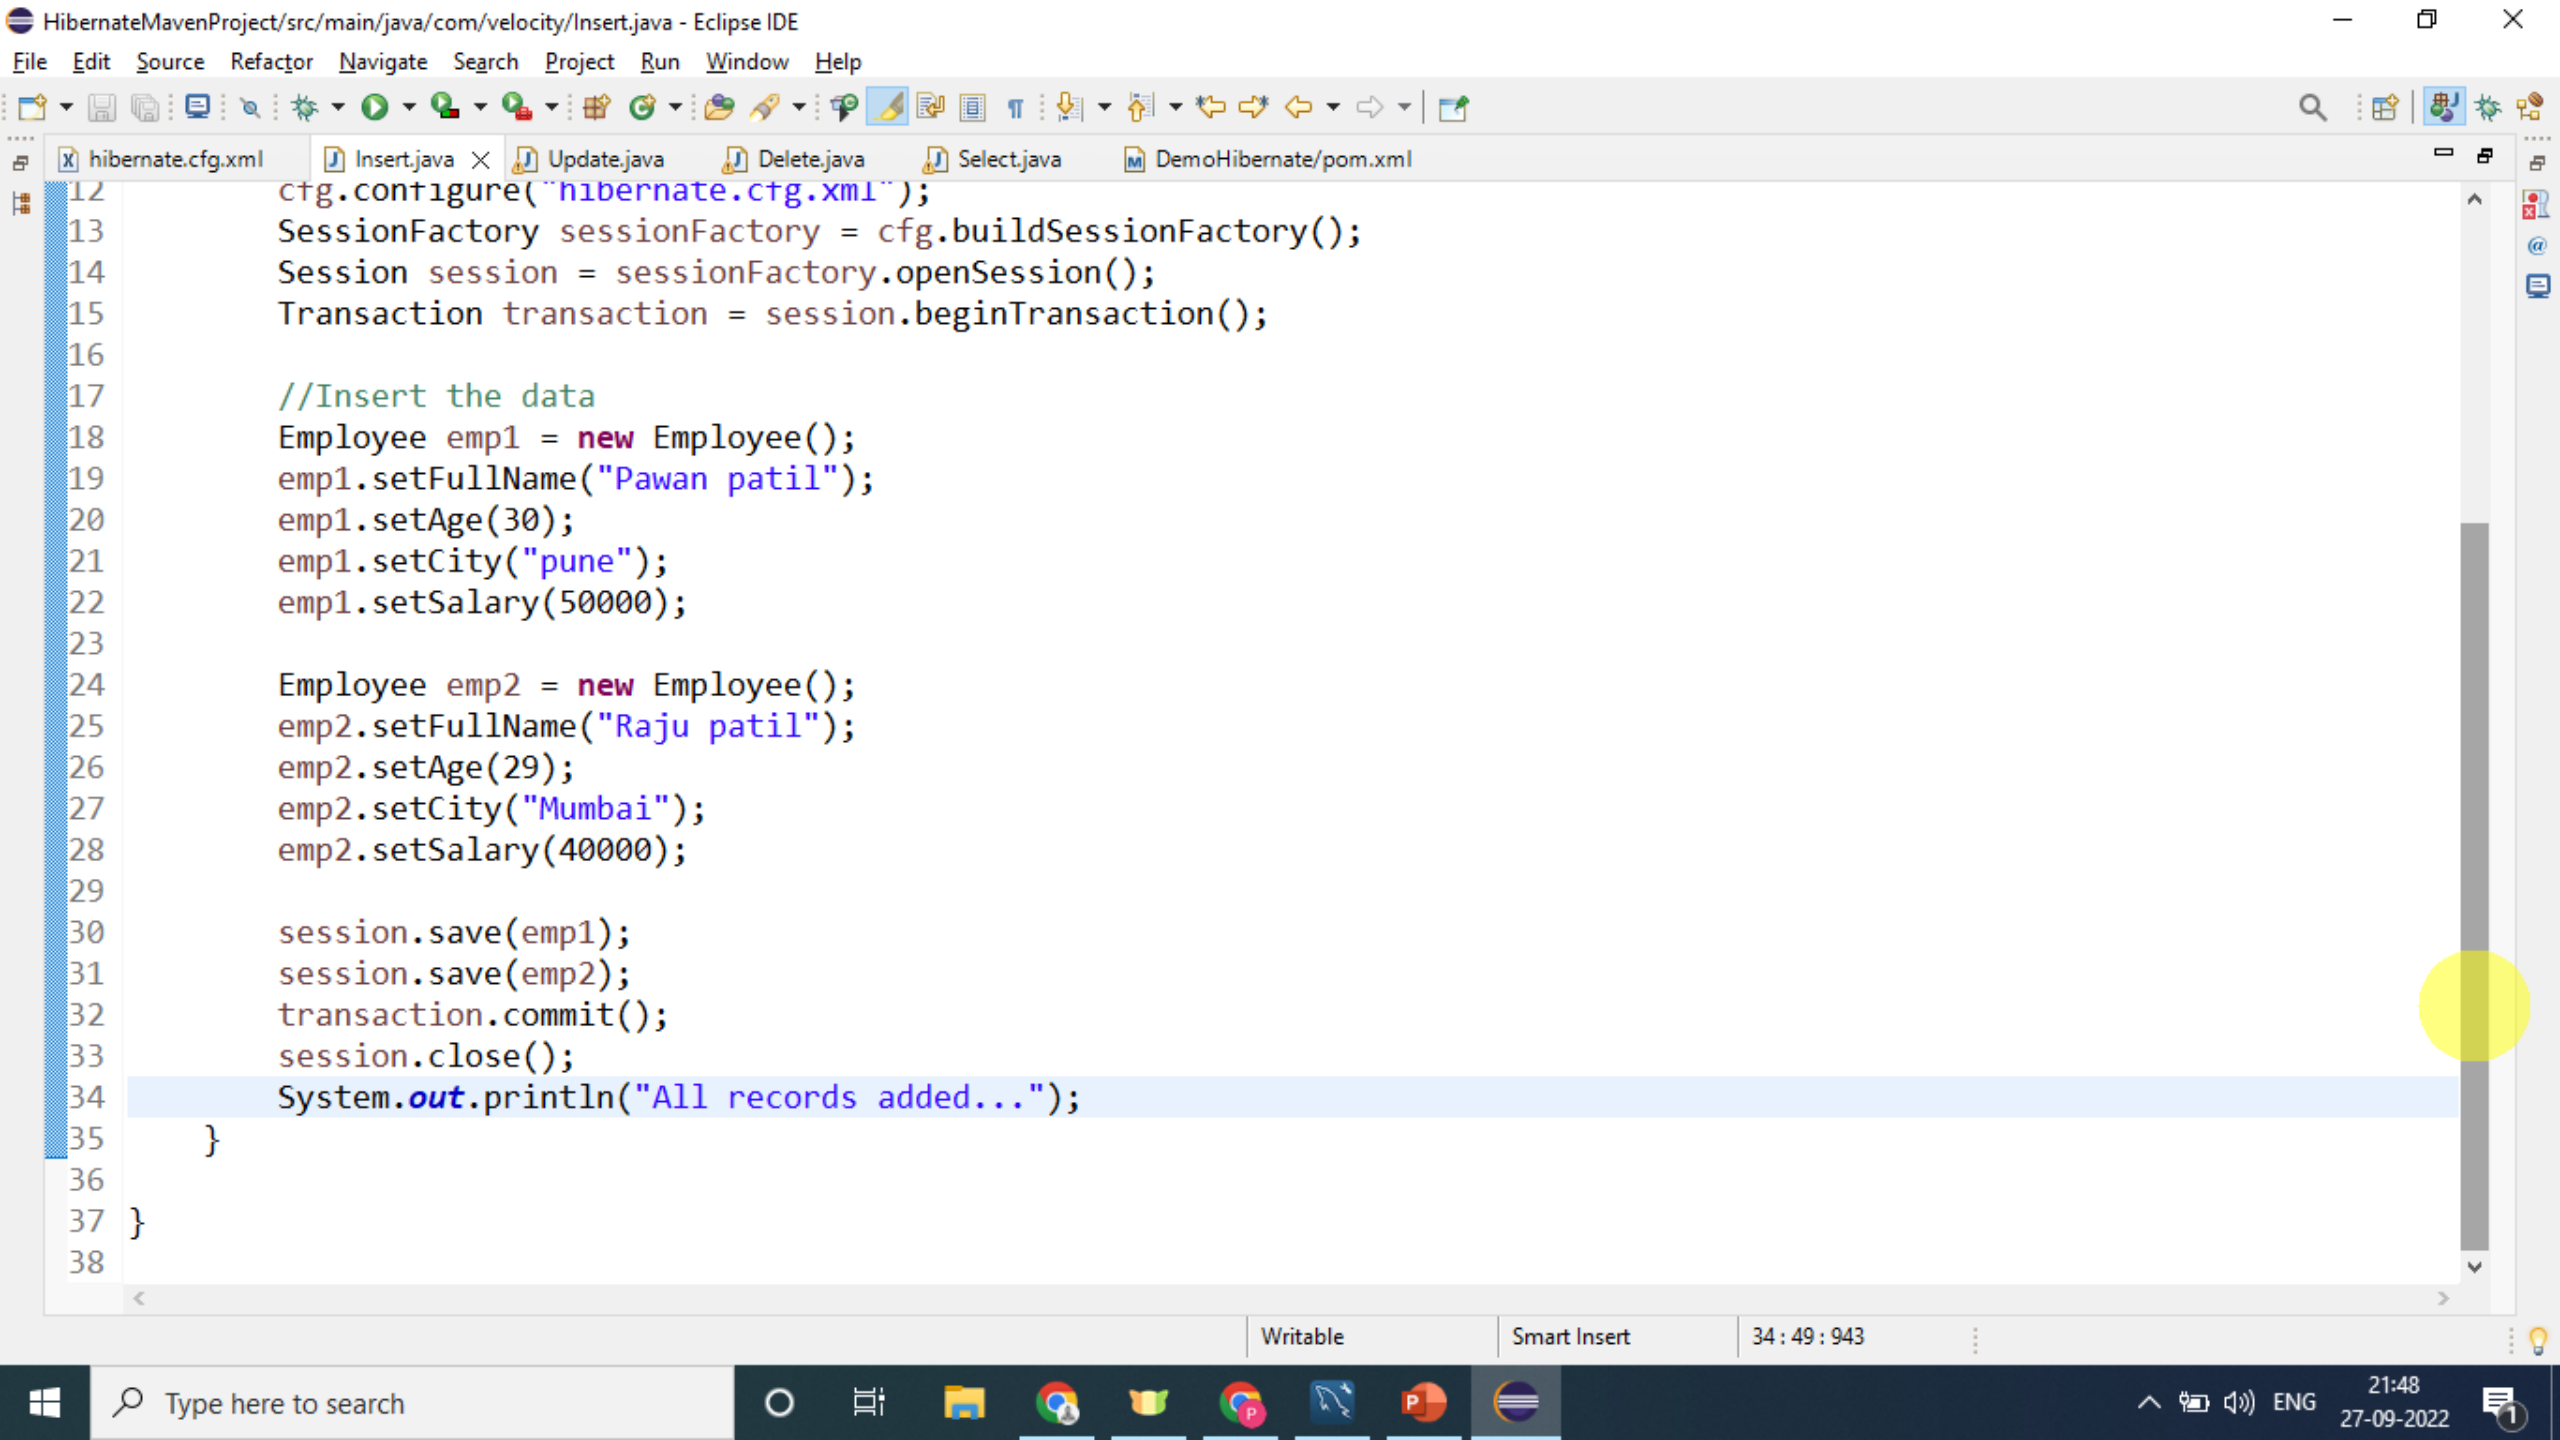 HibernateMavenProject/src/main/java/com/velocity/Insert.java - Eclipse IDE
File Edit Source Refactor Navigate Search Project Run Window Help
hibernate.cfg.xml Insert.java Update.java Delete.java Select.java DemoHibernate/pom.xml
12 cfg.configure("hibernate.cfg.xml");
13 SessionFactory sessionFactory = cfg.buildSessionFactory();
14 Session session = sessionFactory.openSession();
15 Transaction transaction = session.beginTransaction();
16
17 //Insert the data
18 Employee emp1 = new Employee();
19 emp1.setFullName("Pawan patil");
20 emp1.setAge(30);
21 emp1.setCity("pune");
22 emp1.setSalary(50000);
23
24 Employee emp2 = new Employee();
25 emp2.setFullName("Raju patil");
26 emp2.setAge(29);
27 emp2.setCity("Mumbai");
28 emp2.setSalary(40000);
29
30 session.save(emp1);
31 session.save(emp2);
32 transaction.commit();
33 session.close();
34 System.out.println("All records added...");
35 }
36
37 }
38
Writable Smart Insert 34 : 49 : 943
Type here to search
ENG
21:48
27-09-2022
1